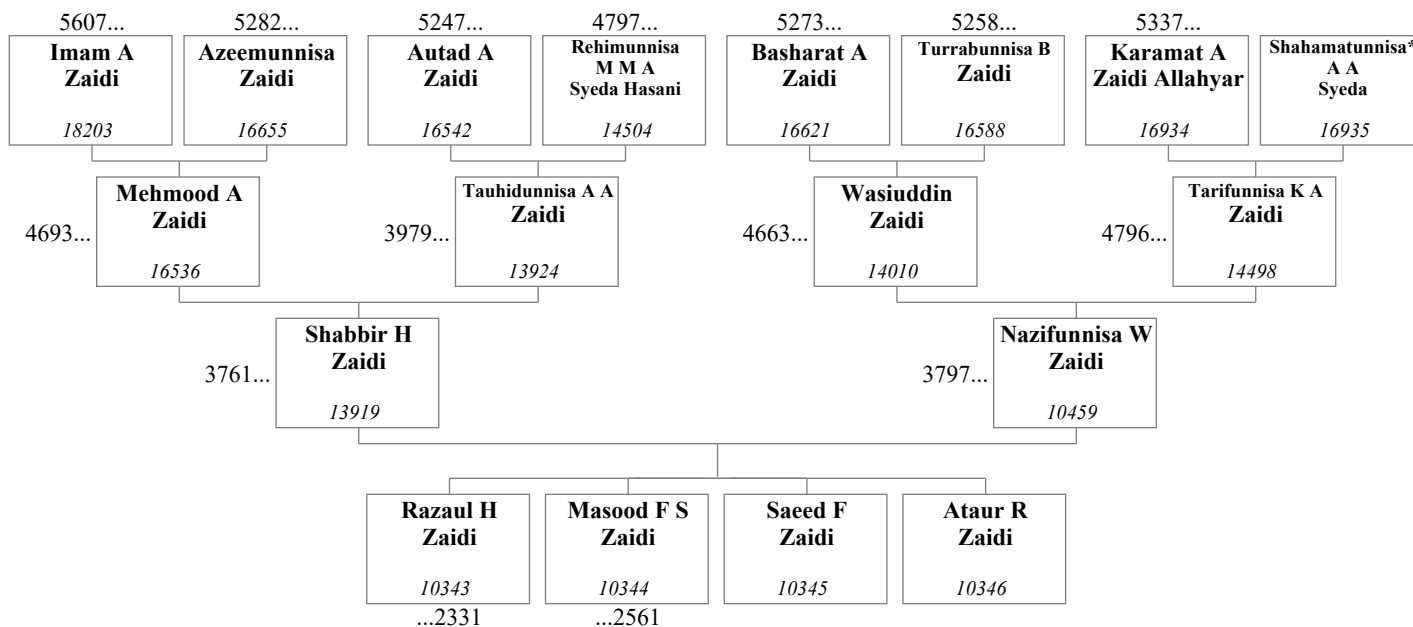 5607...
5282...
5247...
4797...
5273...
5258...
5337...
Imam A
Zaidi
18203
Azeemunnisa
Zaidi
16655
Autad A
Zaidi
16542
Rehimunnisa
M M A
Syeda Hasani
14504
Basharat A
Zaidi
16621
Turrabunnisa B
Zaidi
16588
Karamat A
Zaidi Allahyar
16934
Shahamatunnisa*
A A
Syeda
16935
4693...
Mehmood A
Zaidi
16536
3979...
Tauhidunnisa A A
Zaidi
13924
4663...
Wasiuddin
Zaidi
14010
4796...
Tarifunnisa K A
Zaidi
14498
3761...
Shabbir H
Zaidi
13919
3797...
Nazifunnisa W
Zaidi
10459
Razaul H
Zaidi
10343
...2331
Masood F S
Zaidi
10344
...2561
Saeed F
Zaidi
10345
Ataur R
Zaidi
10346